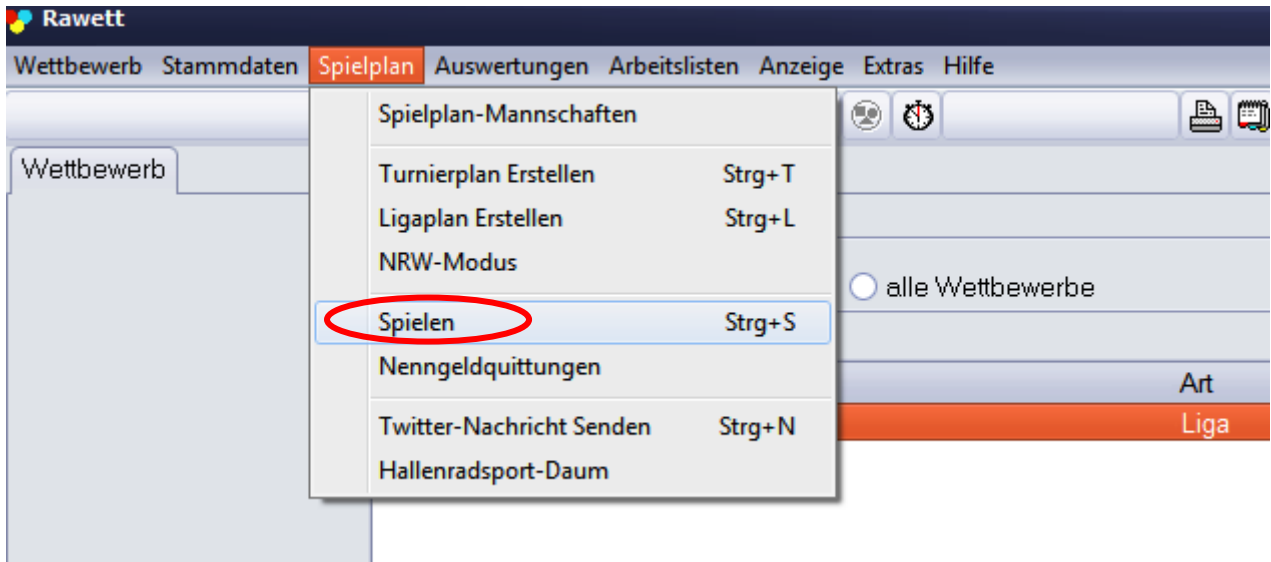 Rawett
Wettbewerb Stammdaten Spielplan Auswertungen Arbeitslisten Anzeige Extras Hilfe
Spielplan-Mannschaften
Wettbewerb
Turnierplan Erstellen Strg+T
Ligaplan Erstellen Strg+L
NRW-Modus
alle Wettbewerbe
Spielen Strg+S
Nenngeldquittungen
Art
Twitter-Nachricht Senden Strg+N
Liga
Hallenradsport-Daum